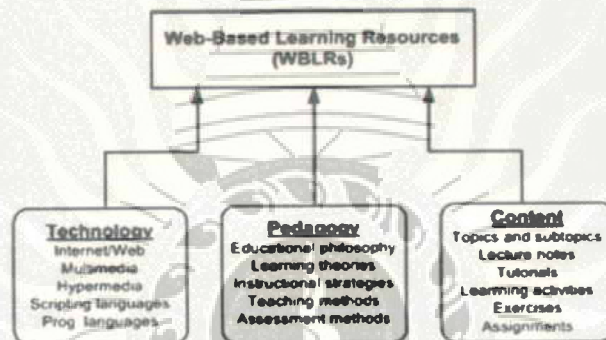 Web-Based Learning Resources
(WBLRs)
Technology
Internet/Web
Multimedia
Hypermedia
Scripting languages
Prog. languages
Pedagogy
Educational philosophy
Learning theories
Instructional strategies
Teaching methods
Assessment methods
Content
Topics and subtopics
Lecture notes
Tutorials
Learning activities
Exercises
Assignments